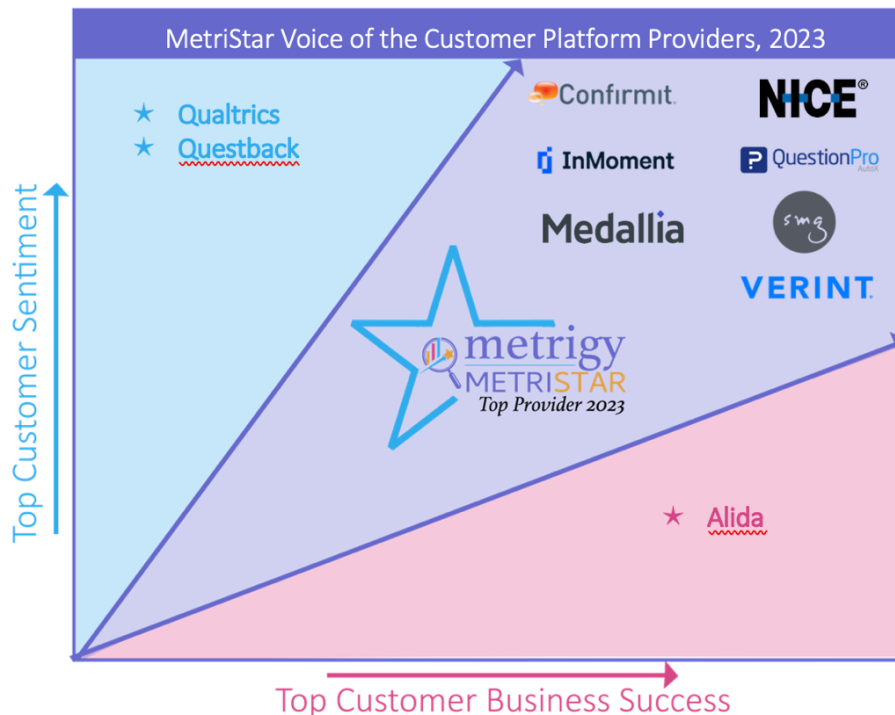 MetriStar Voice of the Customer Platform Providers, 2023
Top Customer Sentiment
Qualtrics
Questback
Confirmit.
NICE®
InMoment
QuestionPro
AutoX
Medallia
smg
VERINT.
metrigy
METRISTAR
Top Provider 2023
Alida
Top Customer Business Success